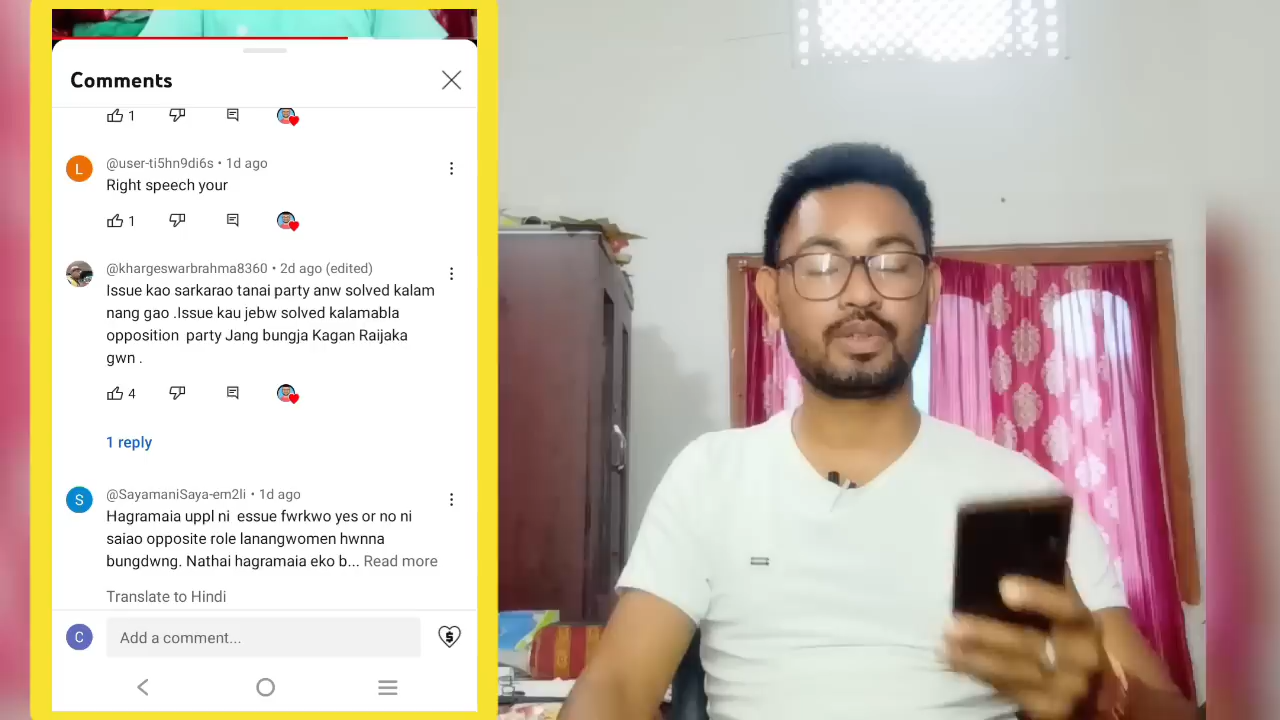 Comments
1
L
@user-ti5hn9di6s • 1d ago
Right speech your
1
@khargeswarbrahma8360 • 2d ago (edited)
Issue kao sarkarao tanai party anw solved kalam
nang gao .Issue kau jebw solved kalamabla
opposition party Jang bungja Kagan Raijaka
gwn .
4
1 reply
S
@SayamaniSaya-em2li • 1d ago
Hagramaia uppl ni essue fwrkwo yes or no ni
saiao opposite role lanangwomen hwnna
bungdwng. Nathai hagramaia eko b... Read more
Translate to Hindi
C
Add a comment...
$